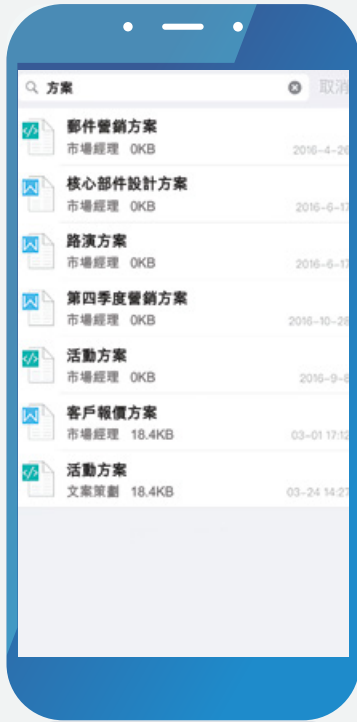 方案 取消
郵件營銷方案
市場經理 0KB 2016-4-26
核心部件設計方案
市場經理 0KB 2016-6-17
路演方案
市場經理 0KB 2016-6-17
第四季度營銷方案
市場經理 0KB 2016-10-28
活動方案
市場經理 0KB 2016-9-8
客戶報價方案
市場經理 18.4KB 03-01 17:12
活動方案
文案策劃 18.4KB 03-24 14:27